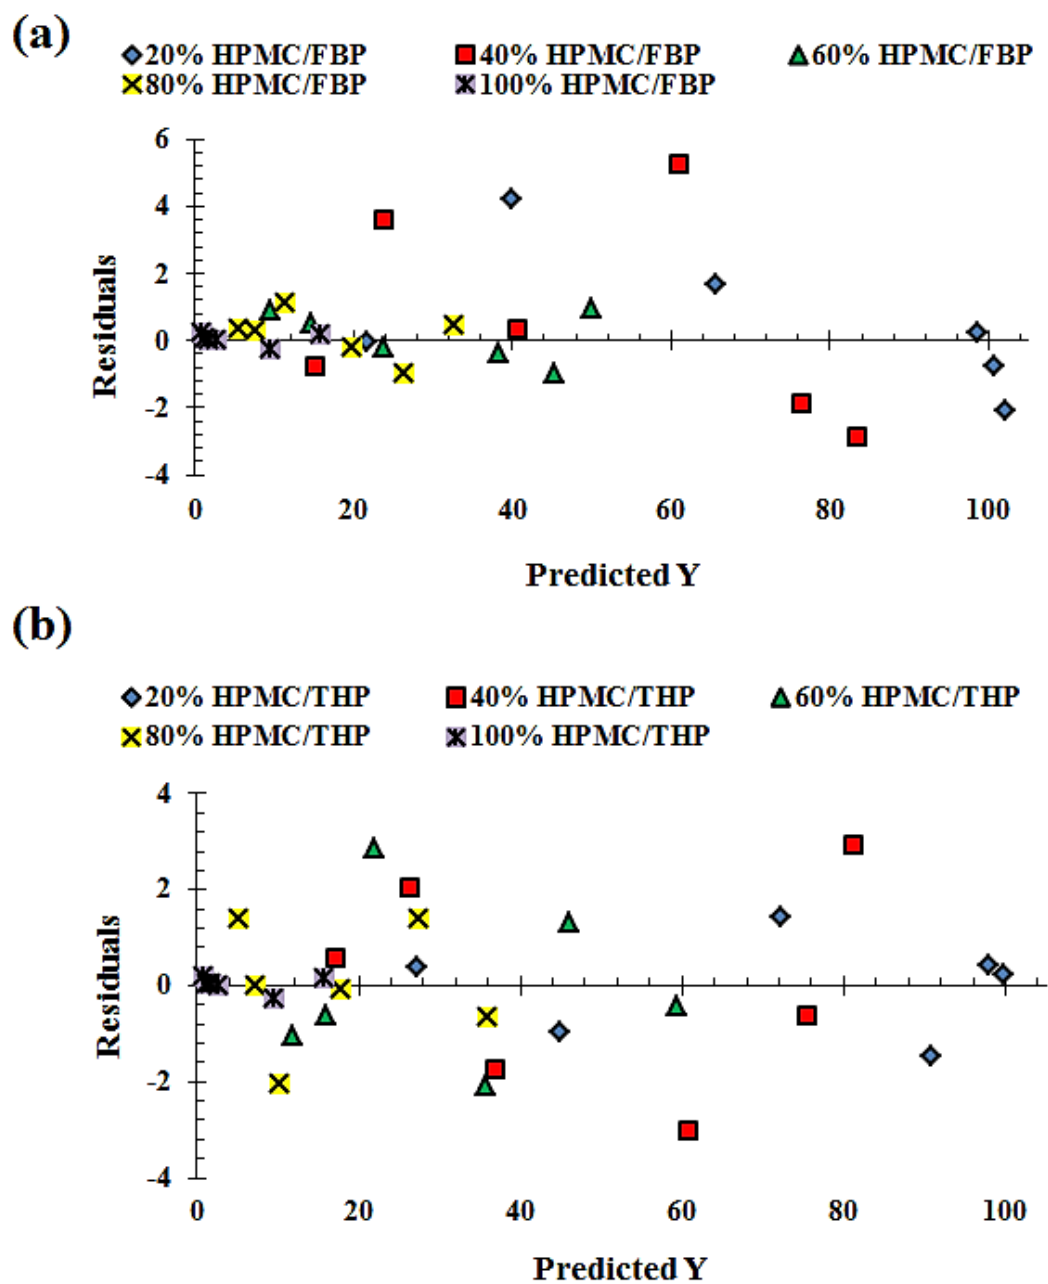 (a)
20% HPMC/FBP 40% HPMC/FBP 60% HPMC/FBP
80% HPMC/FBP 100% HPMC/FBP
6
4
2
0
-2
-4
Residuals
0 20 40 60 80 100
Predicted Y
(b)
20% HPMC/THP 40% HPMC/THP 60% HPMC/THP
80% HPMC/THP 100% HPMC/THP
4
2
0
-2
-4
Residuals
0 20 40 60 80 100
Predicted Y